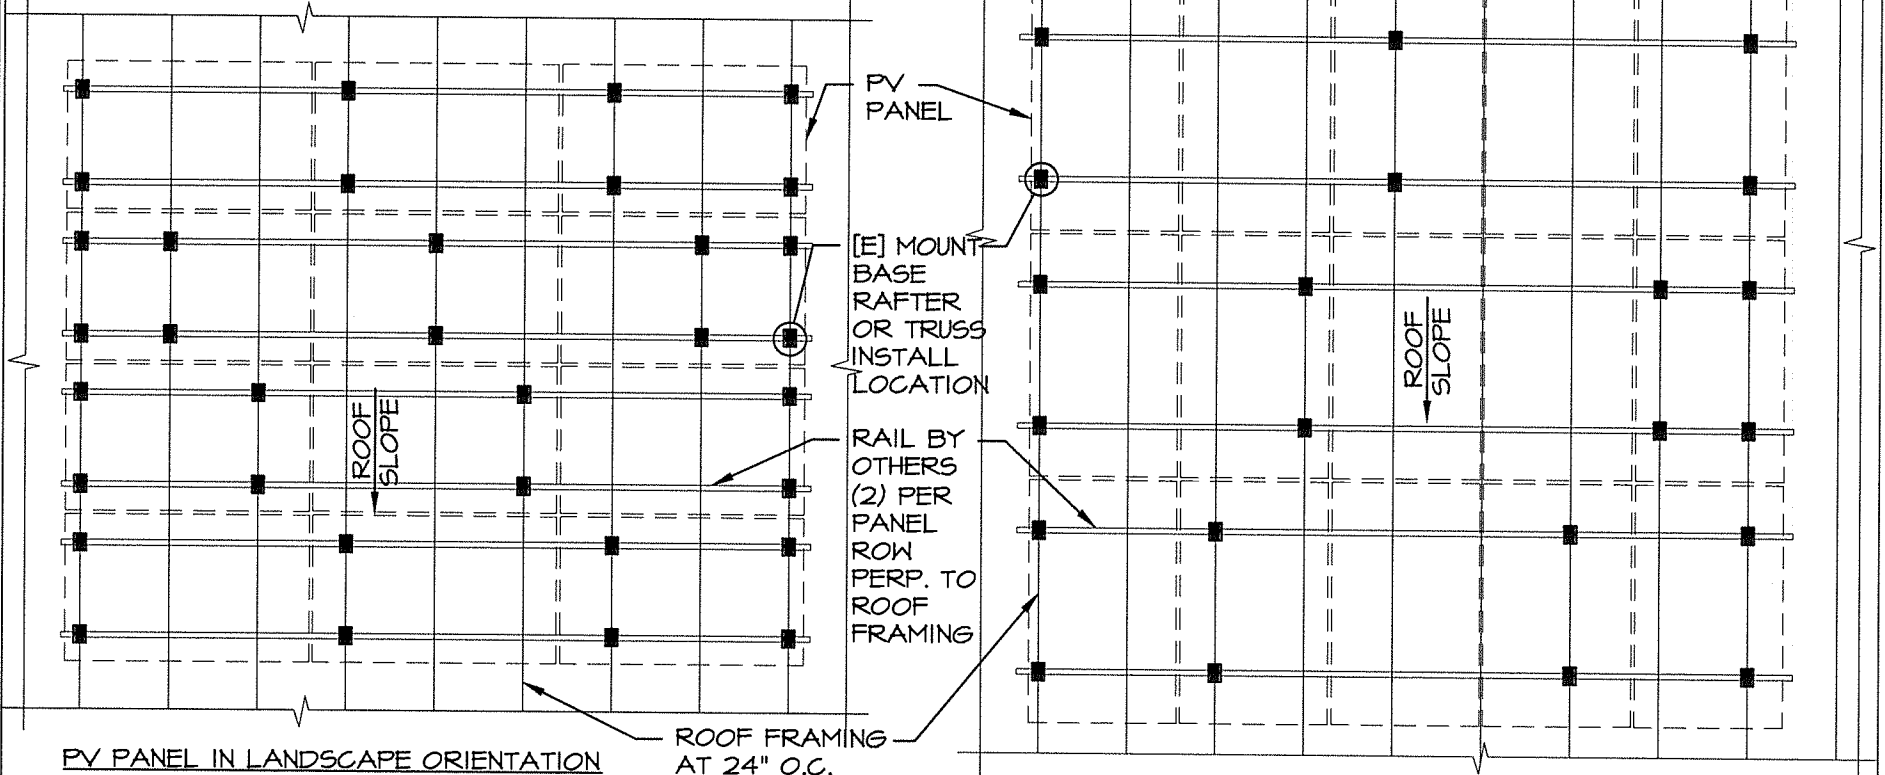 PV
PANEL
[E] MOUNT
BASE
RAFTER
OR TRUSS
INSTALL
LOCATION
ROOF
SLOPE
ROOF
SLOPE
RAIL BY
OTHERS
(2) PER
PANEL
ROW
PERP. TO
ROOF
FRAMING
ROOF FRAMING
AT 24" O.C.
PV PANEL IN LANDSCAPE ORIENTATION